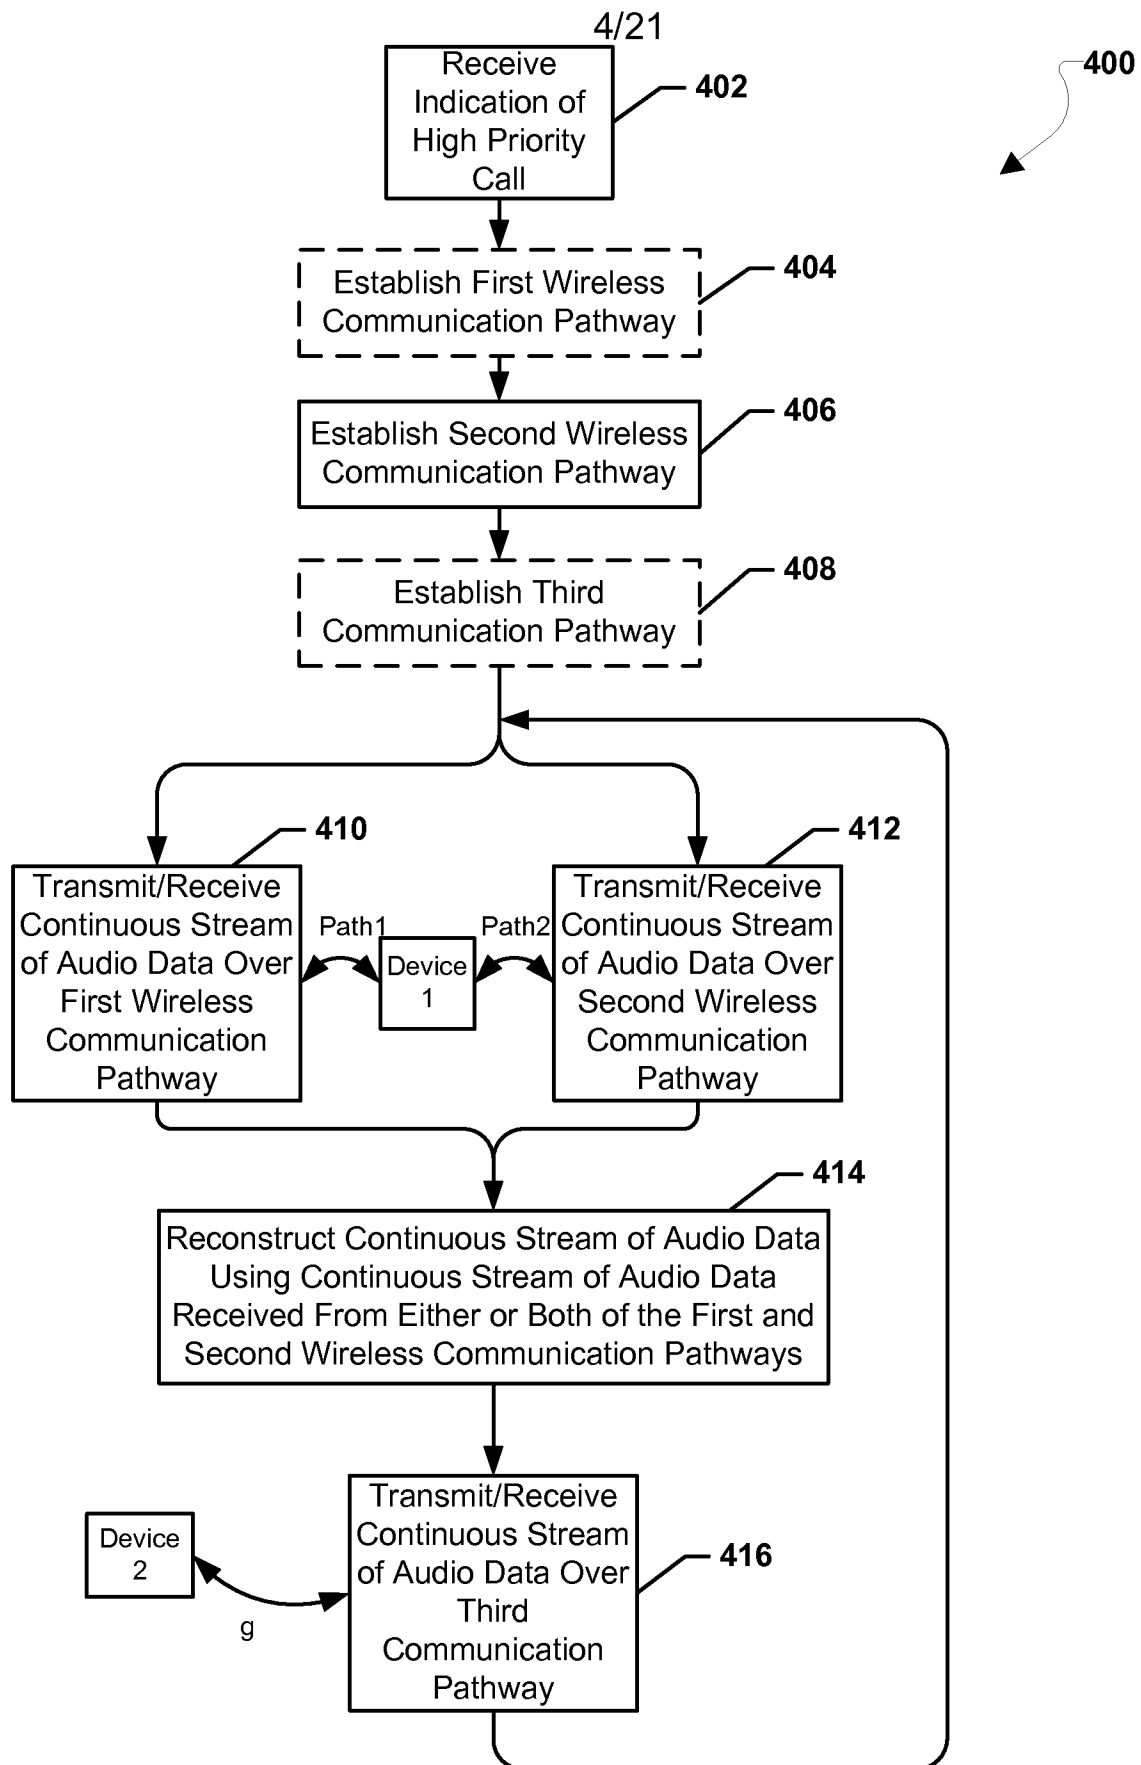 4/21
400
Receive
Indication of
High Priority
Call
402
Establish First Wireless
Communication Pathway
404
Establish Second Wireless
Communication Pathway
406
Establish Third
Communication Pathway
408
410
Transmit/Receive
Continuous Stream
of Audio Data Over
First Wireless
Communication
Pathway
Path1
Device
1
Path2
412
Transmit/Receive
Continuous Stream
of Audio Data Over
Second Wireless
Communication
Pathway
414
Reconstruct Continuous Stream of Audio Data
Using Continuous Stream of Audio Data
Received From Either or Both of the First and
Second Wireless Communication Pathways
Device
2
g
Transmit/Receive
Continuous Stream
of Audio Data Over
Third
Communication
Pathway
416